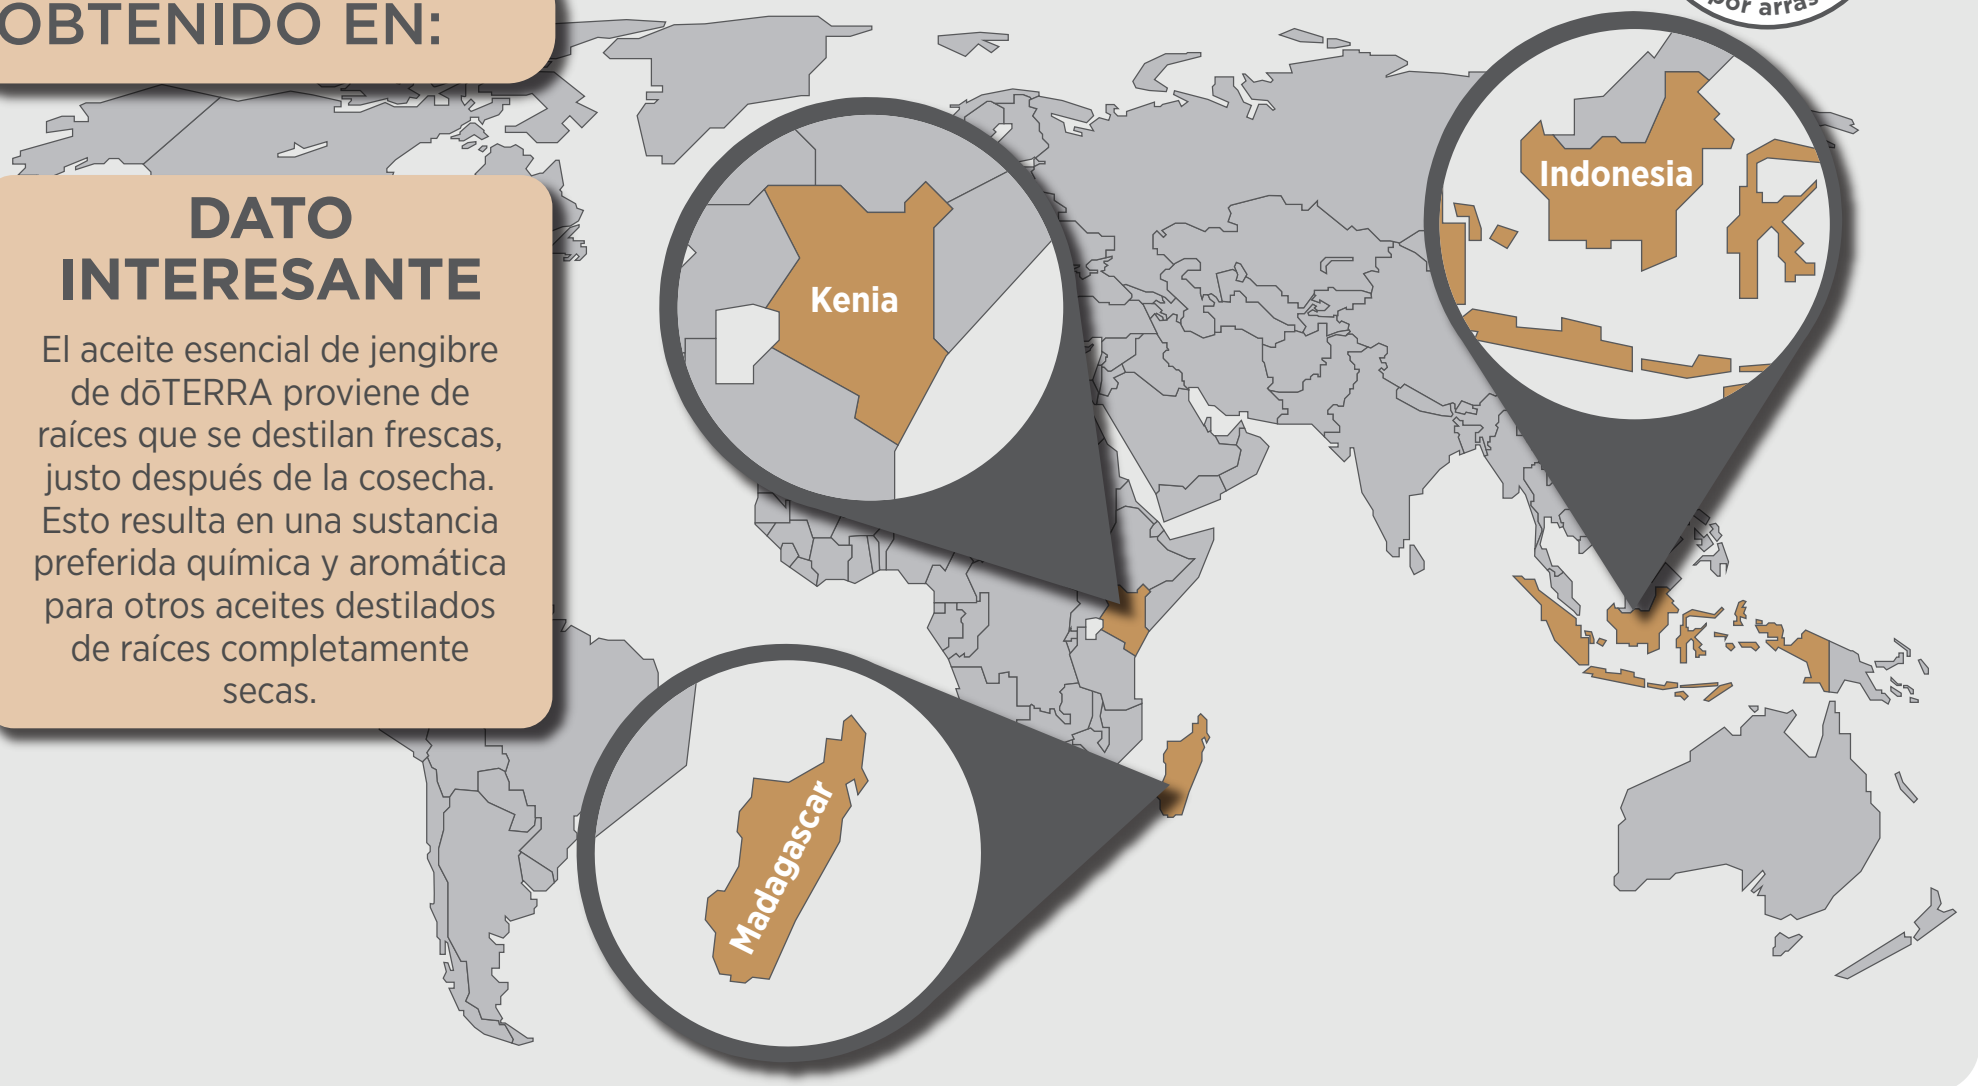 OBTENIDO EN:
por
DATO
INTERESANTE
El aceite esencial de jengibre
de dōTERRA proviene de
raíces que se destilan frescas,
justo después de la cosecha.
Esto resulta en una sustancia
preferida química y aromática
para otros aceites destilados
de raíces completamente
secas.
Kenia
Indonesia
Madagascar